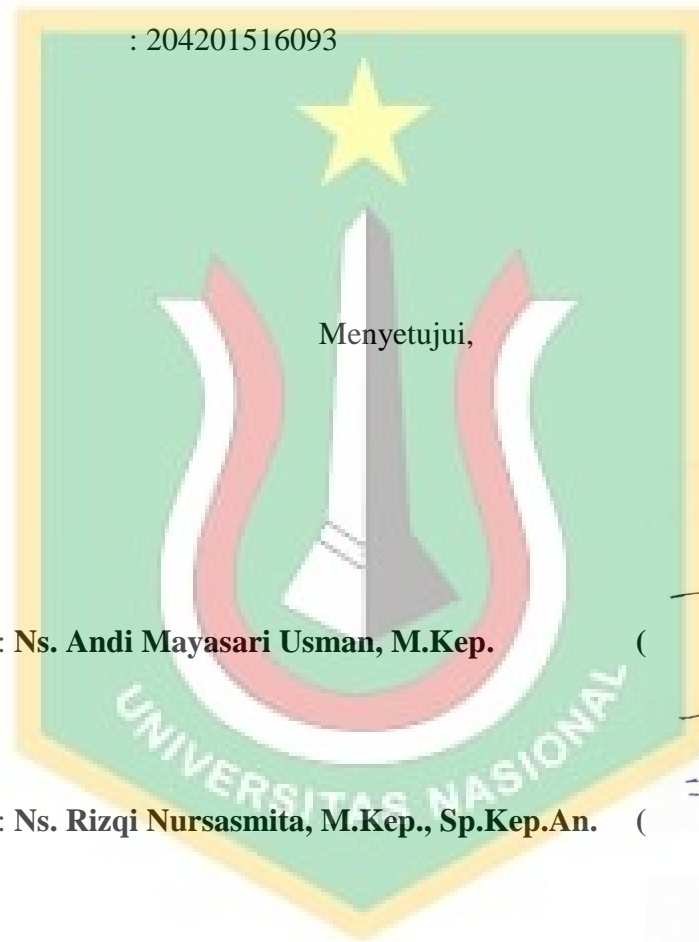 : 204201516093
Menyetujui,
: Ns. Andi Mayasari Usman, M.Kep. (
UNIVERSITAS NASIONAL
: Ns. Rizqi Nursasmita, M.Kep., Sp.Kep.An. (